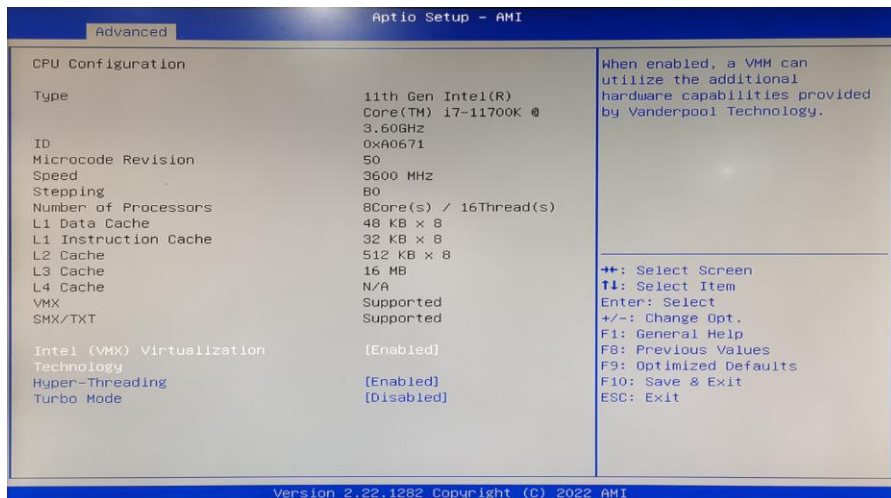 Aptio Setup - AMI
Advanced
CPU Configuration
Type 11th Gen Intel(R)
Core(TM) i7-11700K @
3.60GHz
ID 0xA0671
Microcode Revision 50
Speed 3600 MHz
Stepping B0
Number of Processors 8Core(s) / 16Thread(s)
L1 Data Cache 48 KB x 8
L1 Instruction Cache 32 KB x 8
L2 Cache 512 KB x 8
L3 Cache 16 MB
L4 Cache N/A
VMX Supported
SMX/TXT Supported
Intel (VMX) Virtualization [Enabled]
Technology
Hyper-Threading [Enabled]
Turbo Mode [Disabled]
When enabled, a VMM can
utilize the additional
hardware capabilities provided
by Vanderpool Technology.
→←: Select Screen
↑↓: Select Item
Enter: Select
+/-: Change Opt.
F1: General Help
F8: Previous Values
F9: Optimized Defaults
F10: Save & Exit
ESC: Exit
Version 2.22.1282 Copyright (C) 2022 AMI